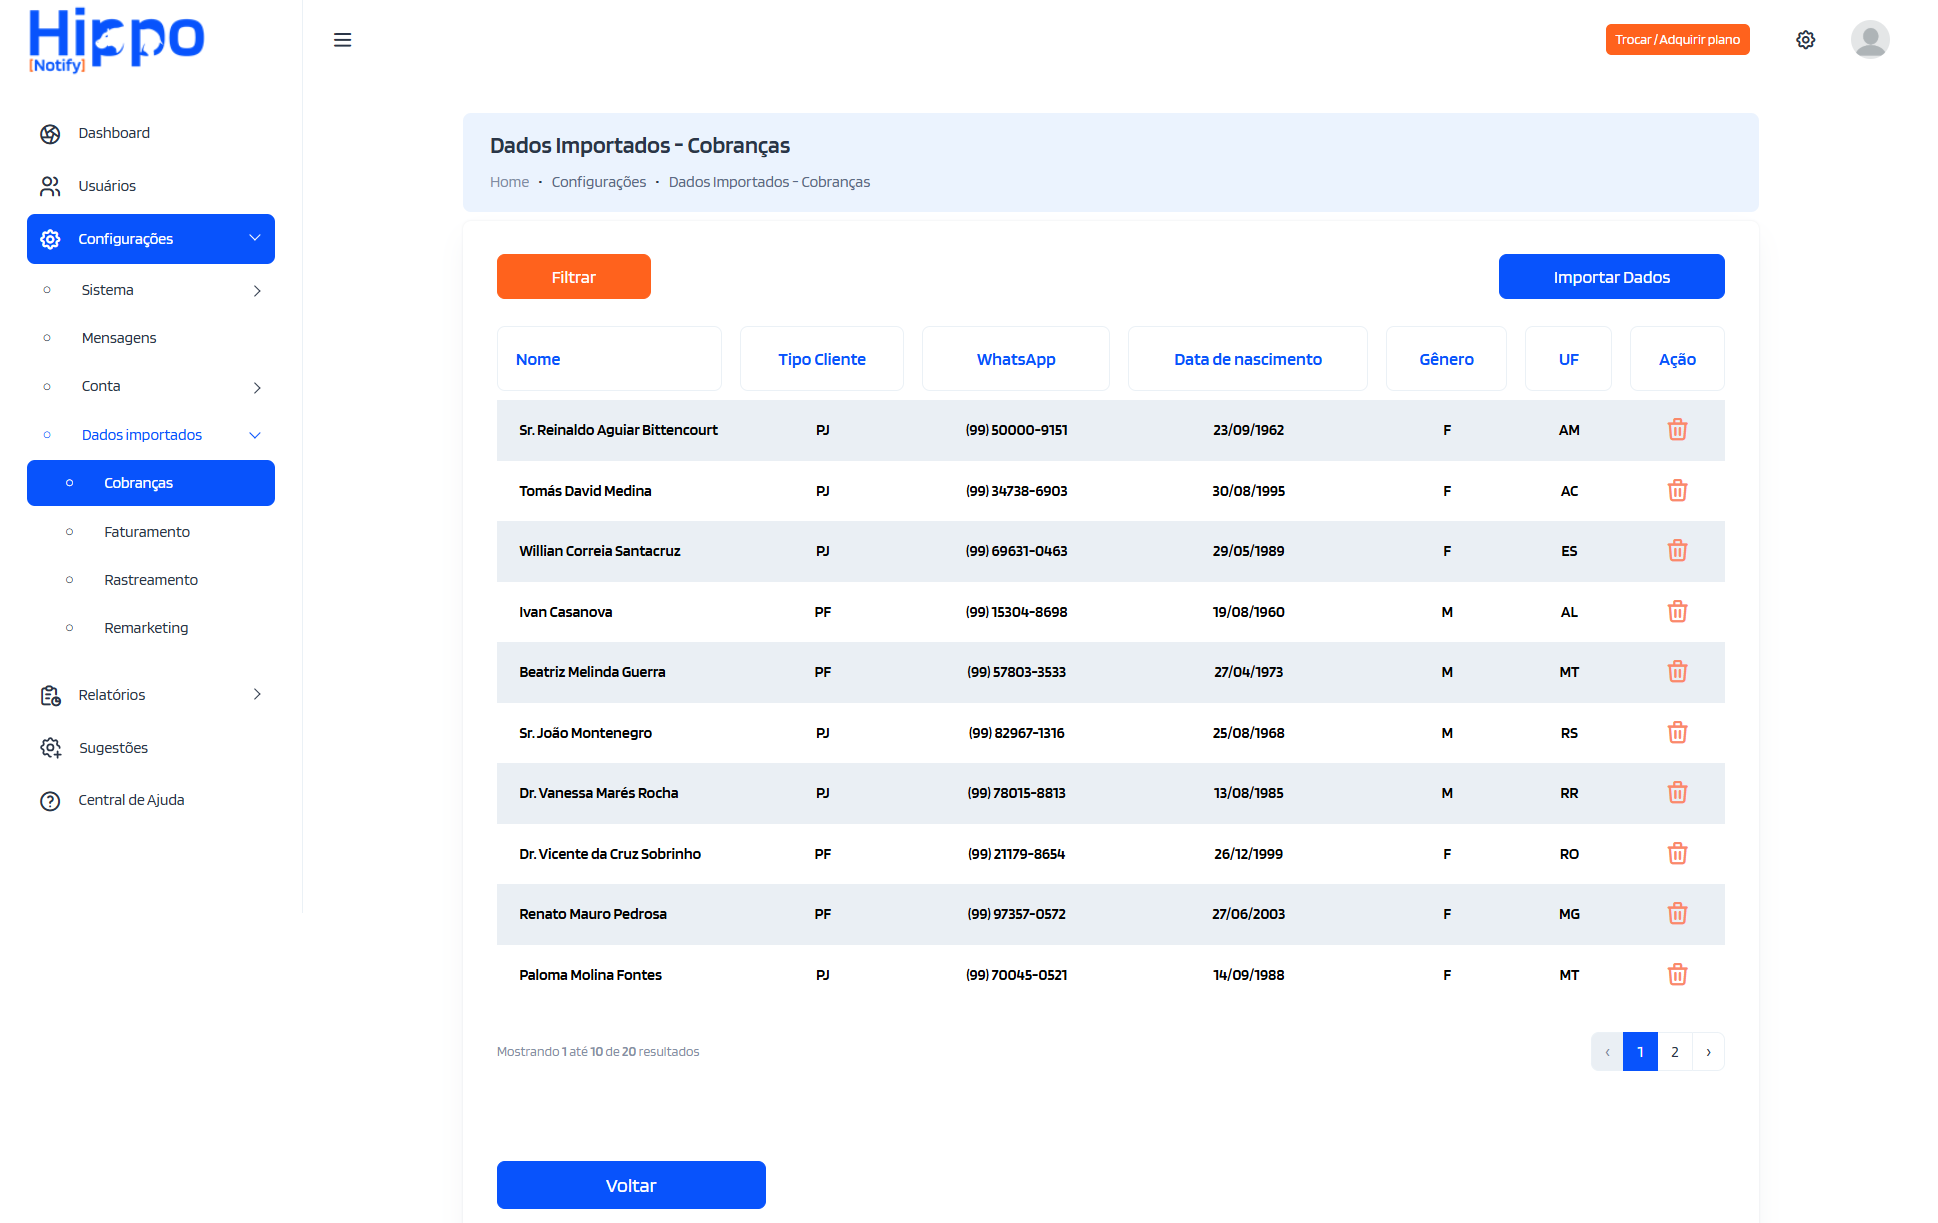 Hippo
[Notify]
Trocar / Adquirir plano
Dashboard
Usuários
Configurações
Sistema
Mensagens
Conta
Dados importados
Cobranças
Faturamento
Rastreamento
Remarketing
Relatórios
Sugestões
Central de Ajuda
Dados Importados - Cobranças
Home · Configurações · Dados Importados - Cobranças
Filtrar
Importar Dados
Nome Tipo Cliente WhatsApp Data de nascimento Gênero UF Ação
Sr. Reinaldo Aguiar Bittencourt PJ (99) 50000-9151 23/09/1962 F AM
Tomás David Medina PJ (99) 34738-6903 30/08/1995 F AC
Willian Correia Santacruz PJ (99) 69631-0463 29/05/1989 F ES
Ivan Casanova PF (99) 15304-8698 19/08/1960 M AL
Beatriz Melinda Guerra PF (99) 57803-3533 27/04/1973 M MT
Sr. João Montenegro PJ (99) 82967-1316 25/08/1968 M RS
Dr. Vanessa Marés Rocha PJ (99) 78015-8813 13/08/1985 M RR
Dr. Vicente da Cruz Sobrinho PF (99) 21179-8654 26/12/1999 F RO
Renato Mauro Pedrosa PF (99) 97357-0572 27/06/2003 F MG
Paloma Molina Fontes PJ (99) 70045-0521 14/09/1988 F MT
Mostrando 1 até 10 de 20 resultados
‹ 1 2 ›
Voltar